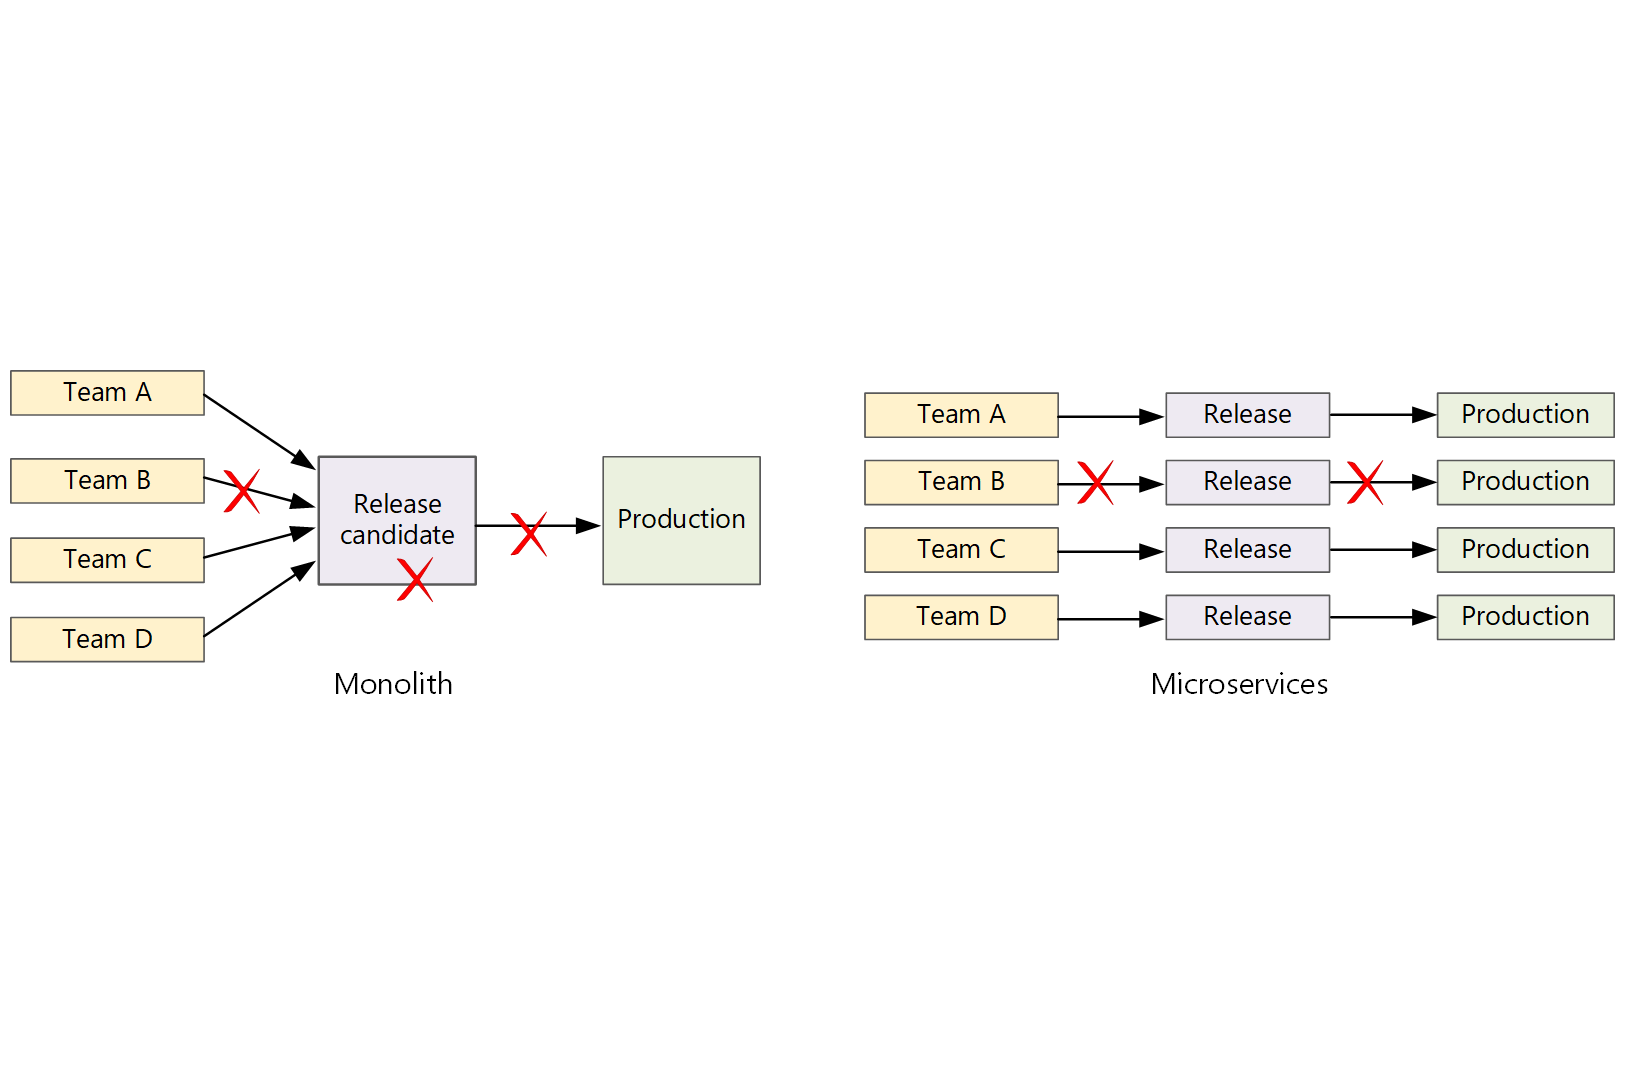 Team A
Team B
Team C
Team D
Release
candidate
Production
Monolith
Team A
Release
Production
Team B
Release
Production
Team C
Release
Production
Team D
Release
Production
Microservices